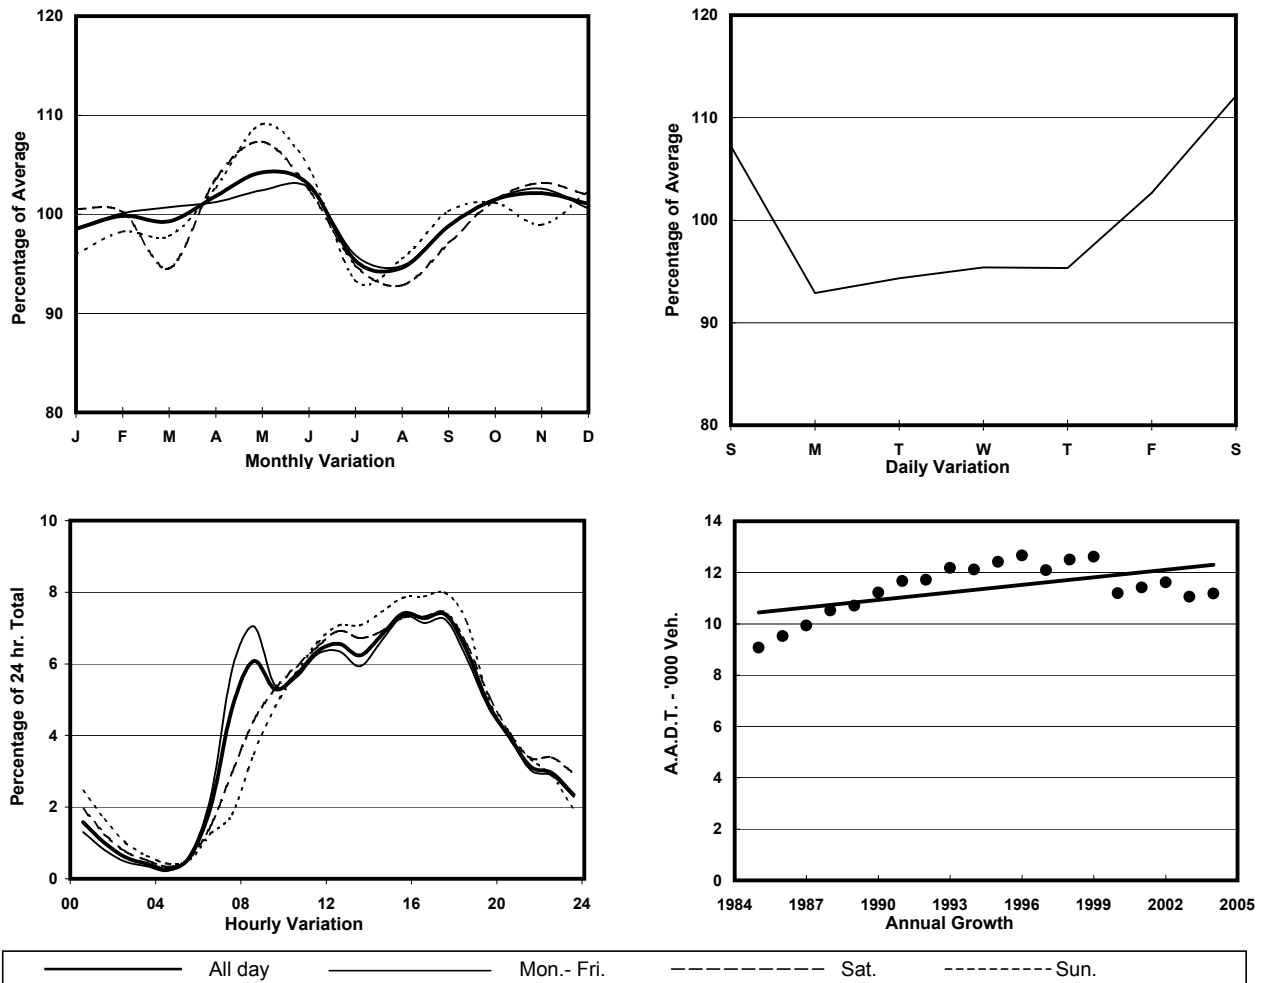 120
110
100
90
80
Percentage of Average
J F M A M J J A S O N D
Monthly Variation
120
110
100
90
80
Percentage of Average
S M T W T F S
Daily Variation
10
8
6
4
2
0
Percentage of 24 hr. Total
00 04 08 12 16 20 24
Hourly Variation
14
12
10
8
6
4
2
0
A.A.D.T. - '000 Veh.
1984 1987 1990 1993 1996 1999 2002 2005
Annual Growth
All day Mon.- Fri. Sat. Sun.